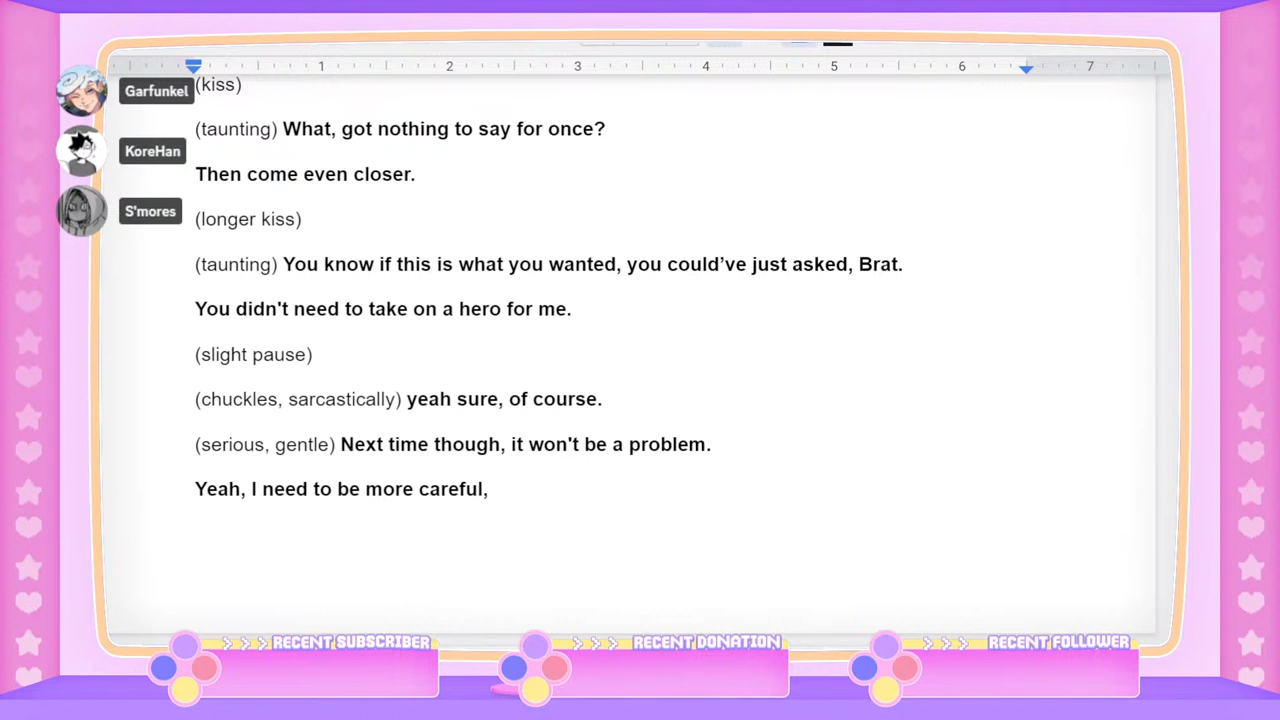 1 2 3 4 5 6 7
Garfunkel
KoreHan
S'mores
(kiss)
(taunting) What, got nothing to say for once?
Then come even closer.
(longer kiss)
(taunting) You know if this is what you wanted, you could’ve just asked, Brat.
You didn't need to take on a hero for me.
(slight pause)
(chuckles, sarcastically) yeah sure, of course.
(serious, gentle) Next time though, it won't be a problem.
Yeah, I need to be more careful,
RECENT SUBSCRIBER
RECENT DONATION
RECENT FOLLOWER